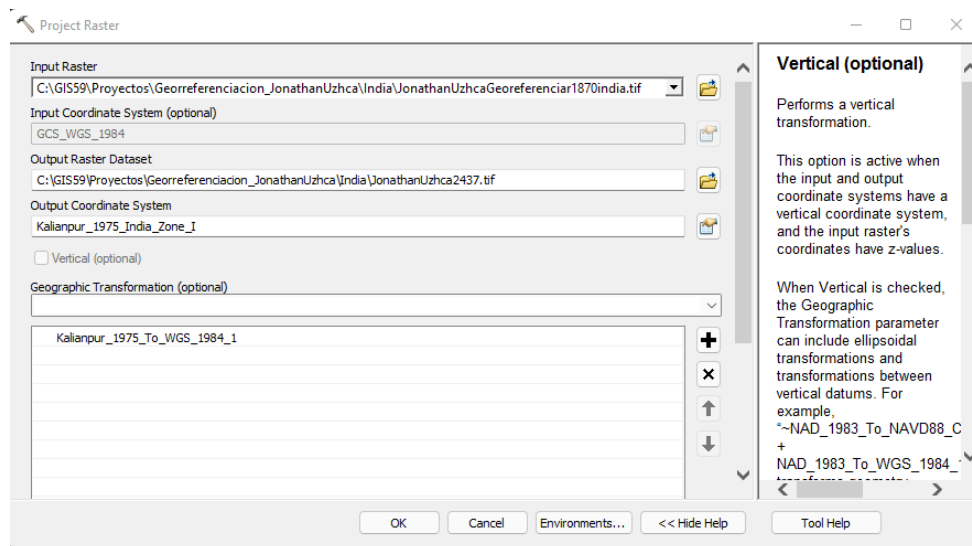 Project Raster
Input Raster
C:\GIS59\Proyectos\Georreferenciacion_JonathanUzhca\India\JonathanUzhcaGeoreferenciar1870india.tif
Input Coordinate System (optional)
GCS_WGS_1984
Output Raster Dataset
C:\GIS59\Proyectos\Georreferenciacion_JonathanUzhca\India\JonathanUzhca2437.tif
Output Coordinate System
Kalianpur_1975_India_Zone_I
Vertical (optional)
Geographic Transformation (optional)
Kalianpur_1975_To_WGS_1984_1
OK
Cancel
Environments...
<< Hide Help
Vertical (optional)
Performs a vertical
transformation.
This option is active when
the input and output
coordinate systems have a
vertical coordinate system,
and the input raster's
coordinates have z-values.
When Vertical is checked,
the Geographic
Transformation parameter
can include ellipsoidal
transformations and
transformations between
vertical datums. For
example,
"~NAD_1983_To_NAVD88_C
+
NAD_1983_To_WGS_1984_
Tool Help